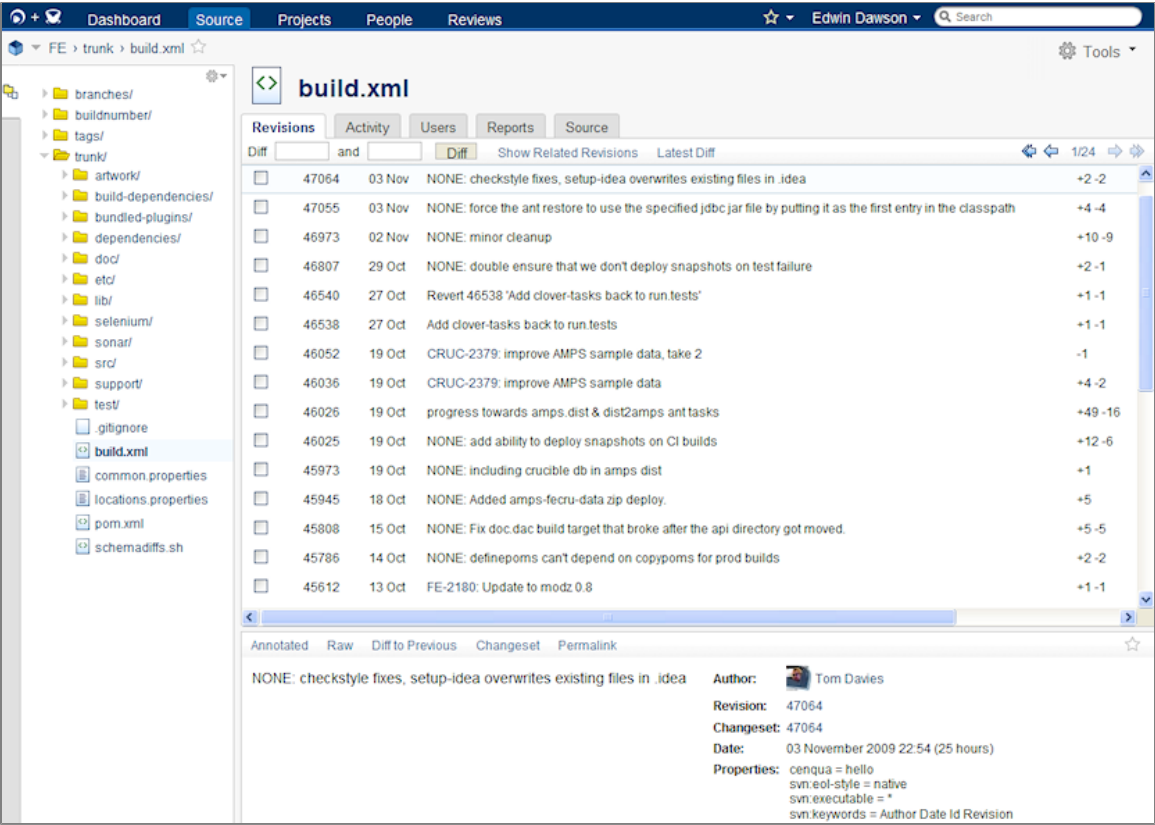 + Dashboard Source Projects People Reviews Edwin Dawson Search
FE › trunk › build.xml Tools
build.xml
branches/
buildnumber/
tags/
trunk/
artwork/
build-dependencies/
bundled-plugins/
dependencies/
doc/
etc/
lib/
selenium/
sonar/
src/
support/
test/
.gitignore
build.xml
common.properties
locations.properties
pom.xml
schemadiffs.sh
Revisions Activity Users Reports Source
Diff and Diff Show Related Revisions Latest Diff 1/24
47064 03 Nov NONE: checkstyle fixes, setup-idea overwrites existing files in .idea +2 -2
47055 03 Nov NONE: force the ant restore to use the specified jdbc jar file by putting it as the first entry in the classpath +4 -4
46973 02 Nov NONE: minor cleanup +10 -9
46807 29 Oct NONE: double ensure that we don't deploy snapshots on test failure +2 -1
46540 27 Oct Revert 46538 'Add clover-tasks back to run.tests' +1 -1
46538 27 Oct Add clover-tasks back to run.tests +1 -1
46052 19 Oct CRUC-2379: improve AMPS sample data, take 2 -1
46036 19 Oct CRUC-2379: improve AMPS sample data +4 -2
46026 19 Oct progress towards amps.dist & dist2amps ant tasks +49 -16
46025 19 Oct NONE: add ability to deploy snapshots on CI builds +12 -6
45973 19 Oct NONE: including crucible db in amps dist +1
45945 18 Oct NONE: Added amps-fecru-data zip deploy. +5
45808 15 Oct NONE: Fix doc.dac build target that broke after the api directory got moved. +5 -5
45786 14 Oct NONE: definepoms can't depend on copypoms for prod builds +2 -2
45612 13 Oct FE-2180: Update to modz 0.8 +1 -1
Annotated Raw Diff to Previous Changeset Permalink
NONE: checkstyle fixes, setup-idea overwrites existing files in .idea
Author: Tom Davies
Revision: 47064
Changeset: 47064
Date: 03 November 2009 22:54 (25 hours)
Properties: cenqua = hello
svn:eol-style = native
svn:executable = *
svn:keywords = Author Date Id Revision